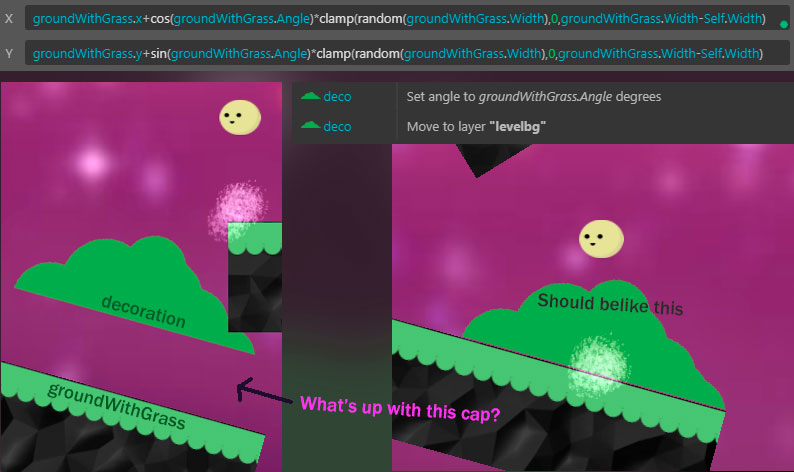 X groundWithGrass.x+cos(groundWithGrass.Angle)*clamp(random(groundWithGrass.Width),0,groundWithGrass.Width-Self.Width)
Y groundWithGrass.y+sin(groundWithGrass.Angle)*clamp(random(groundWithGrass.Width),0,groundWithGrass.Width-Self.Width)
deco Set angle to groundWithGrass.Angle degrees
deco Move to layer "levelbg"
decoration
groundWithGrass
Should belike this
What's up with this cap?